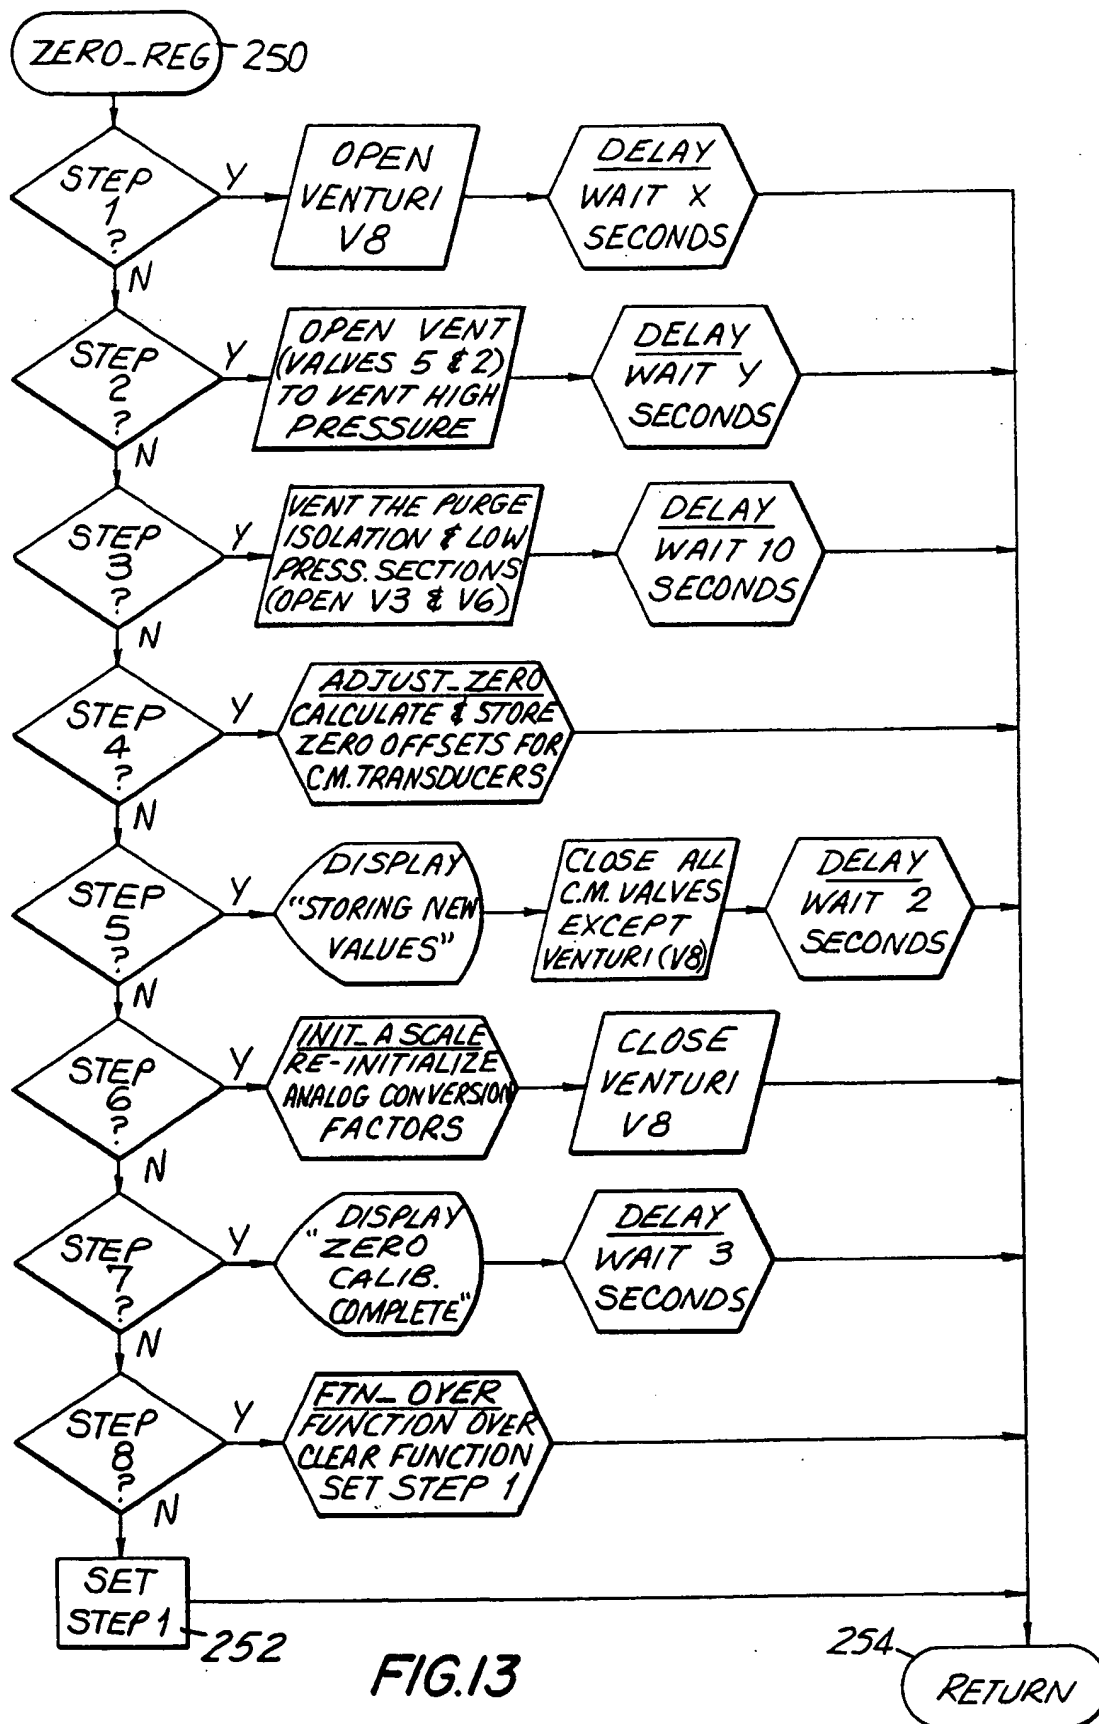 ZERO_REG
250
STEP
1
?
Y
N
OPEN
VENTURI
V8
DELAY
WAIT X
SECONDS
STEP
2
?
Y
N
OPEN VENT
(VALVES 5 & 2)
TO VENT HIGH
PRESSURE
DELAY
WAIT Y
SECONDS
STEP
3
?
Y
N
VENT THE PURGE
ISOLATION & LOW
PRESS. SECTIONS
(OPEN V3 & V6)
DELAY
WAIT 10
SECONDS
STEP
4
?
Y
N
ADJUST_ZERO
CALCULATE & STORE
ZERO OFFSETS FOR
C.M. TRANSDUCERS
STEP
5
?
Y
N
DISPLAY
"STORING NEW
VALUES"
CLOSE ALL
C.M. VALVES
EXCEPT
VENTURI (V8)
DELAY
WAIT 2
SECONDS
STEP
6
?
Y
N
INIT_A SCALE
RE-INITIALIZE
ANALOG CONVERSION
FACTORS
CLOSE
VENTURI
V8
STEP
7
?
Y
N
DISPLAY
"ZERO
CALIB.
COMPLETE"
DELAY
WAIT 3
SECONDS
STEP
8
?
Y
N
FTN_OVER
FUNCTION OVER
CLEAR FUNCTION
SET STEP 1
SET
STEP 1
252
254
RETURN
FIG. 13